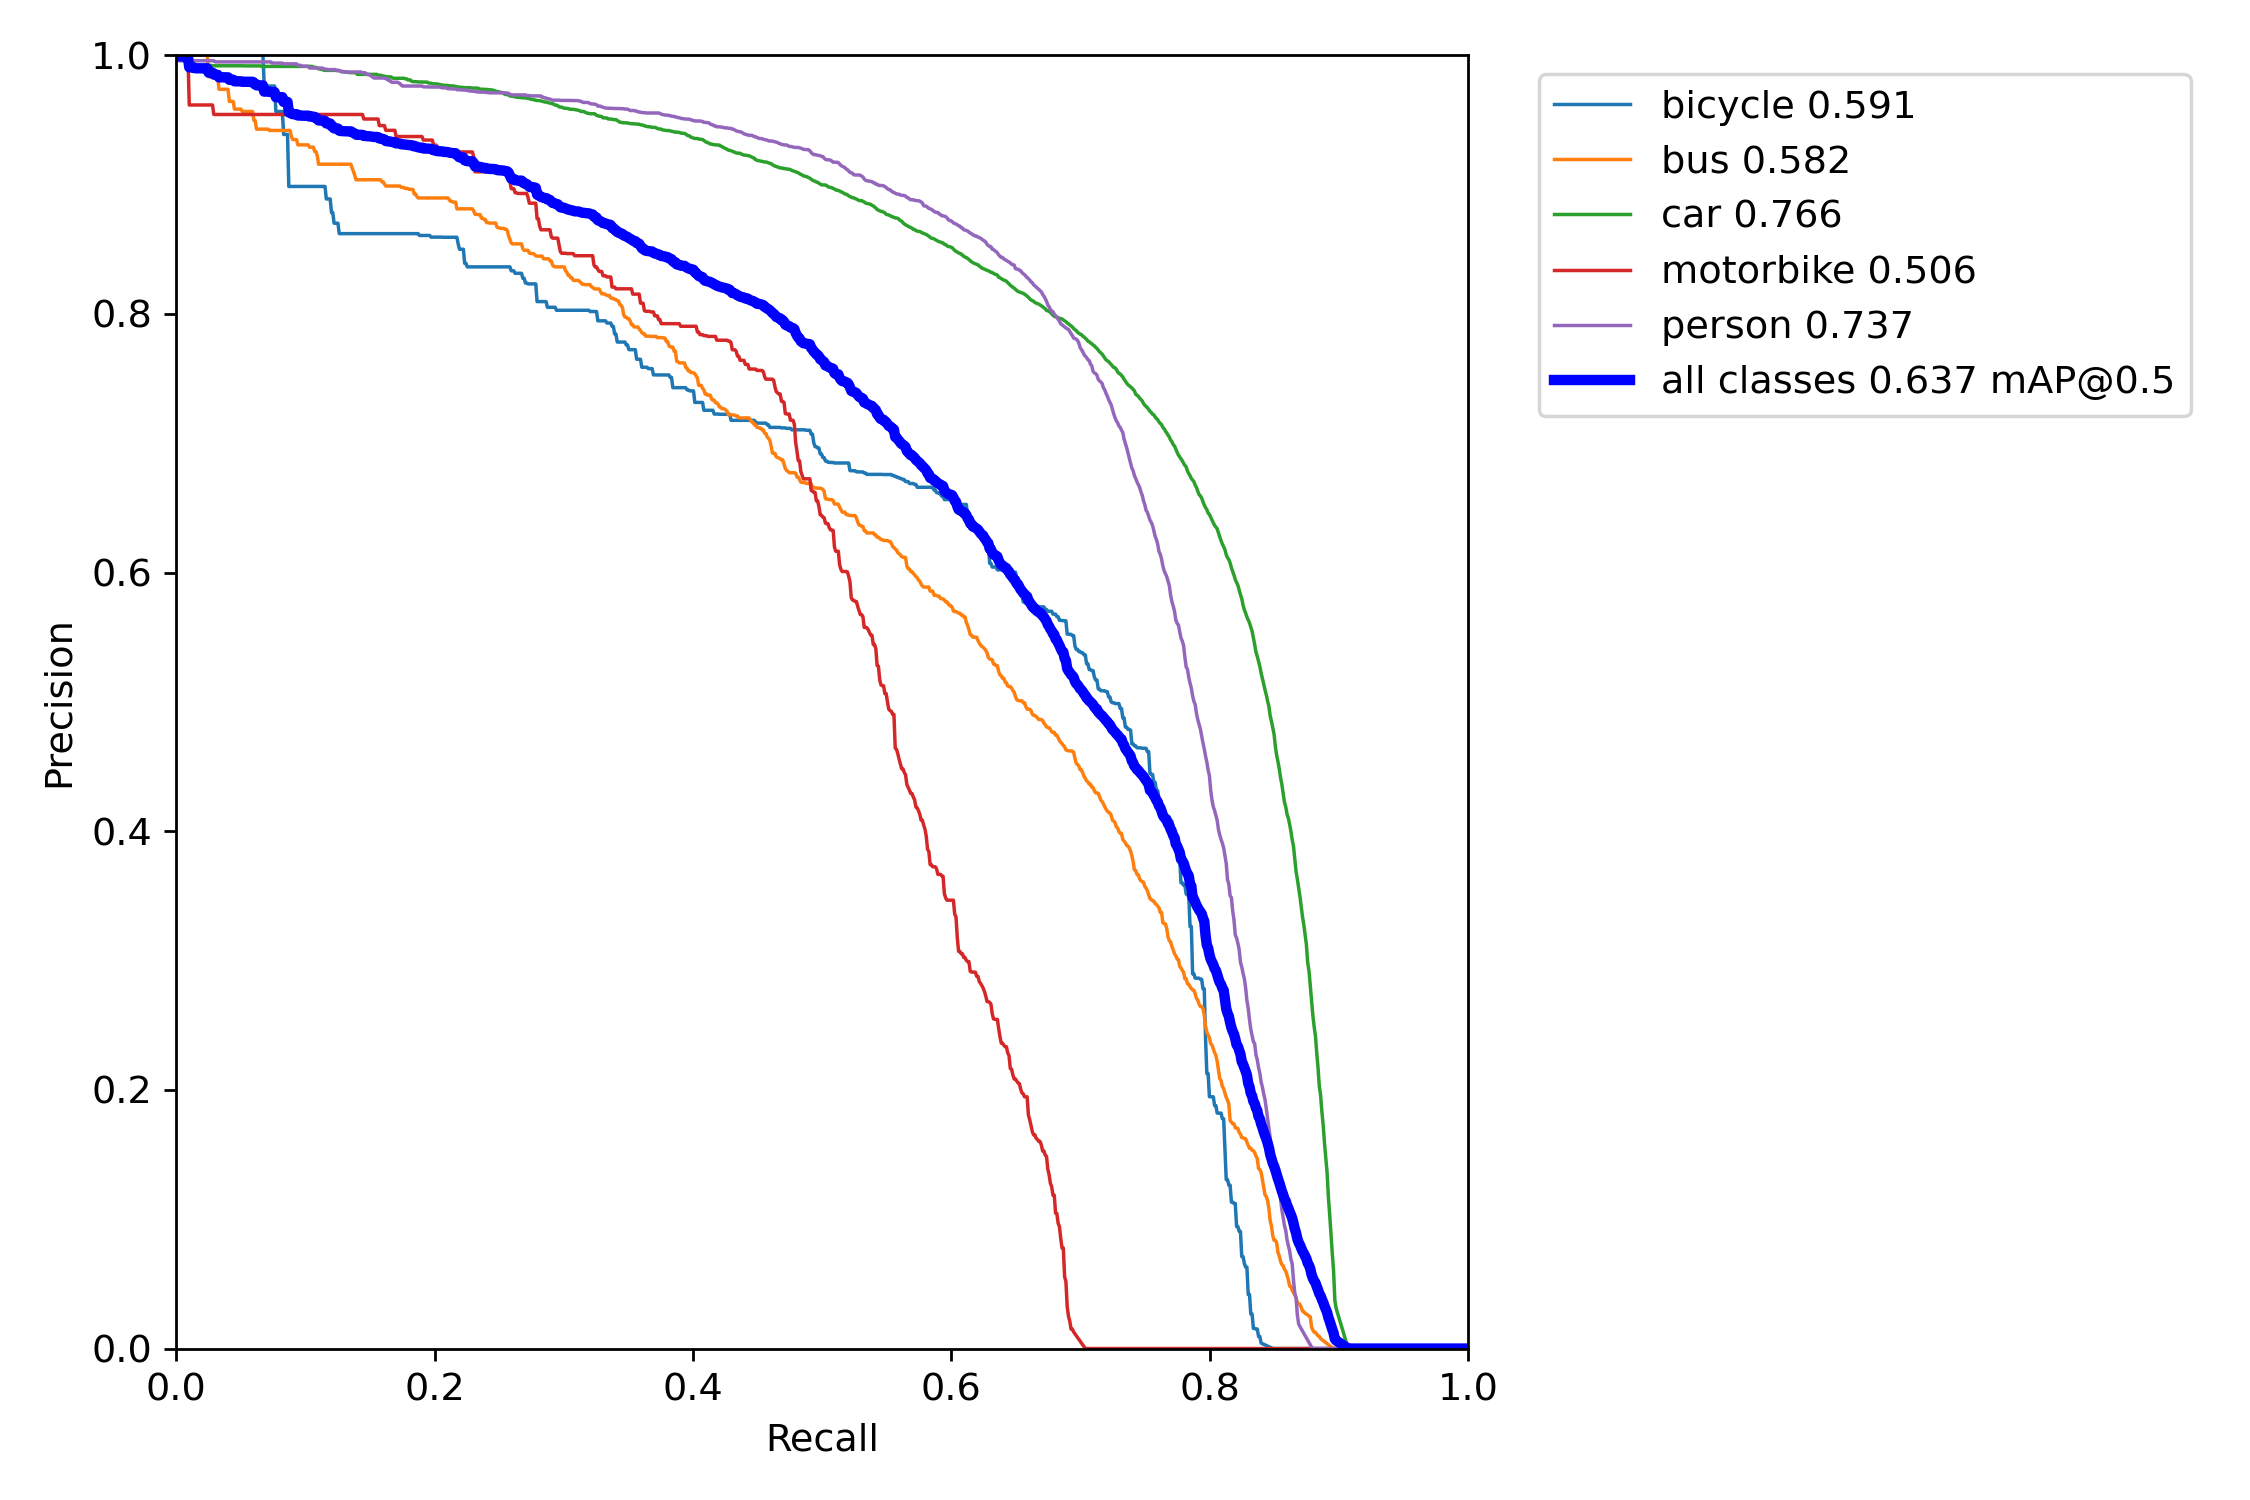 1.0
0.8
0.6
0.4
0.2
0.0
Precision
0.0 0.2 0.4 0.6 0.8 1.0
Recall
bicycle 0.591
bus 0.582
car 0.766
motorbike 0.506
person 0.737
all classes 0.637 mAP@0.5